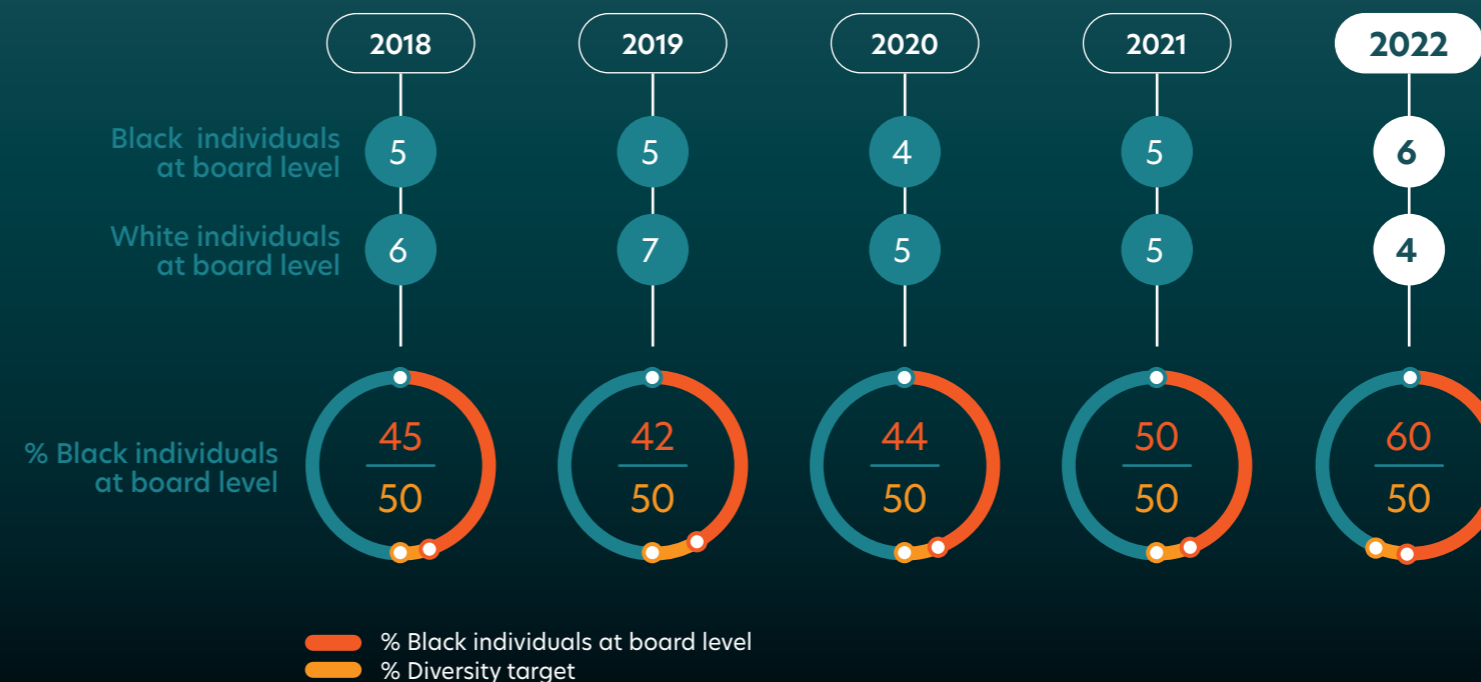 2018 2019 2020 2021 2022
Black individuals
at board level
5 5 4 5 6
White individuals
at board level
6 7 5 5 4
% Black individuals
at board level
45 42 44 50 60
50 50 50 50 50
% Black individuals at board level
% Diversity target